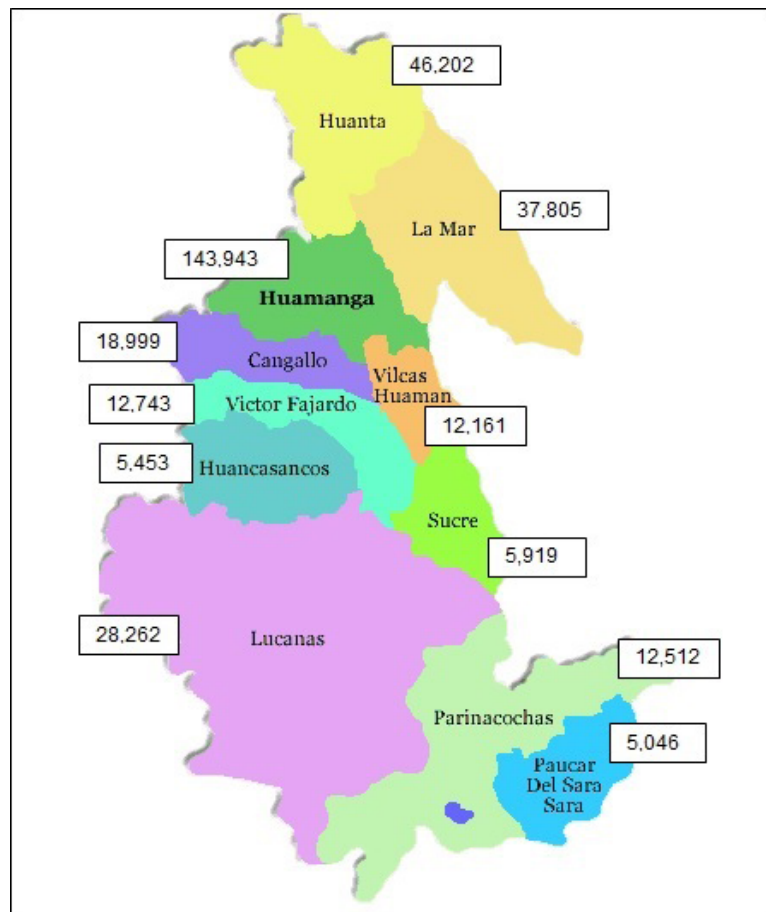 46,202
Huanta
37,805
La Mar
143,943
Huamanga
18,999
Cangallo
Vilcas
Huaman
12,743
Victor Fajardo
12,161
5,453
Huancasancos
Sucre
5,919
28,262
Lucanas
12,512
Parinacochas
5,046
Paucar
Del Sara
Sara